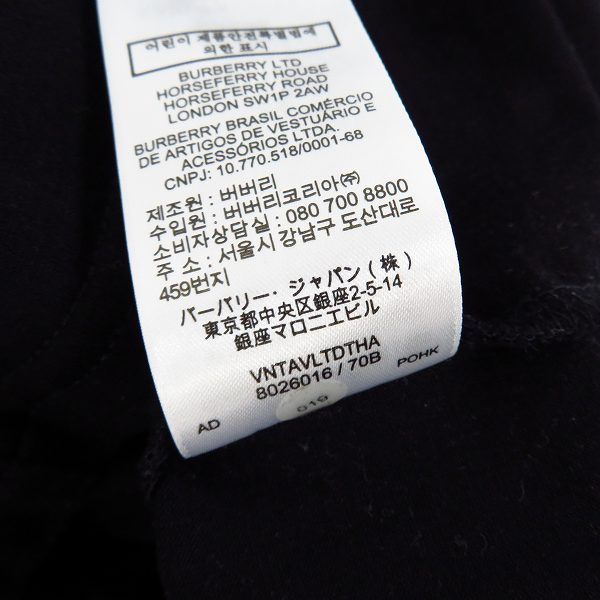 어린이 제품안전특별법에
의한 표시
BURBERRY LTD
HORSEFERRY HOUSE
HORSEFERRY ROAD
LONDON SW1P 2AW
BURBERRY BRASIL COMÉRCIO
DE ARTIGOS DE VESTUÁRIO E
ACESSÓRIOS LTDA.
CNPJ: 10.770.518/0001-68
제조원 : 버버리
수입원 : 버버리코리아㈜
소비자상담실 : 080 700 8800
주 소 : 서울시 강남구 도산대로
459번지
バーバリー・ジャパン(株)
東京都中央区銀座2-5-14
銀座マロニエビル
VNTAVLTDTHA
8026016 / 70B
AD 019 POHK